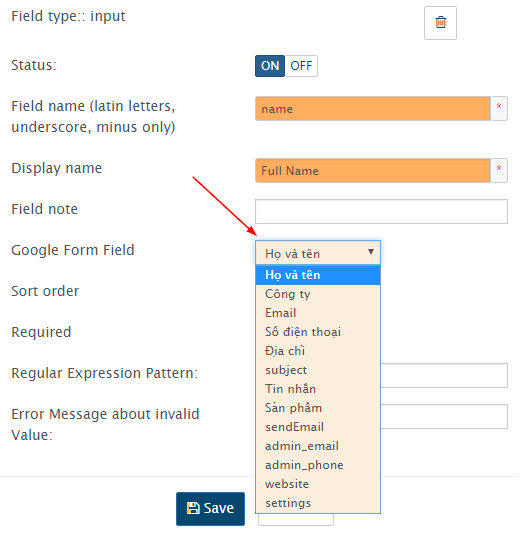 Field type:: input
Status:
ON OFF
Field name (latin letters,
underscore, minus only)
name *
Display name
Full Name *
Field note
Google Form Field
Họ và tên
Họ và tên
Sort order
Công ty
Email
Required
Số điện thoại
Địa chỉ
Regular Expression Pattern:
subject
Tin nhắn
Error Message about invalid
Value:
Sản phẩm
sendEmail
admin_email
admin_phone
website
settings
Save